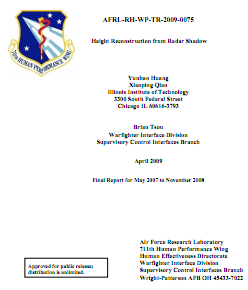 AFRL-RH-WP-TR-2009-0075
Height Reconstruction from Radar Shadow
Yunbao Huang
Xiaoping Qian
Illinois Institute of Technology
3300 South Federal Street
Chicago IL 60616-3793
Brian Tsou
Warfighter Interface Division
Supervisory Control Interfaces Branch
April 2009
Final Report for May 2007 to November 2008
Approved for public release;
distribution is unlimited.
Air Force Research Laboratory
711th Human Performance Wing
Human Effectiveness Directorate
Warfighter Interface Division
Supervisory Control Interfaces Branch
Wright-Patterson AFB OH 45433-7022
711th HUMAN PERFORMANCE WING